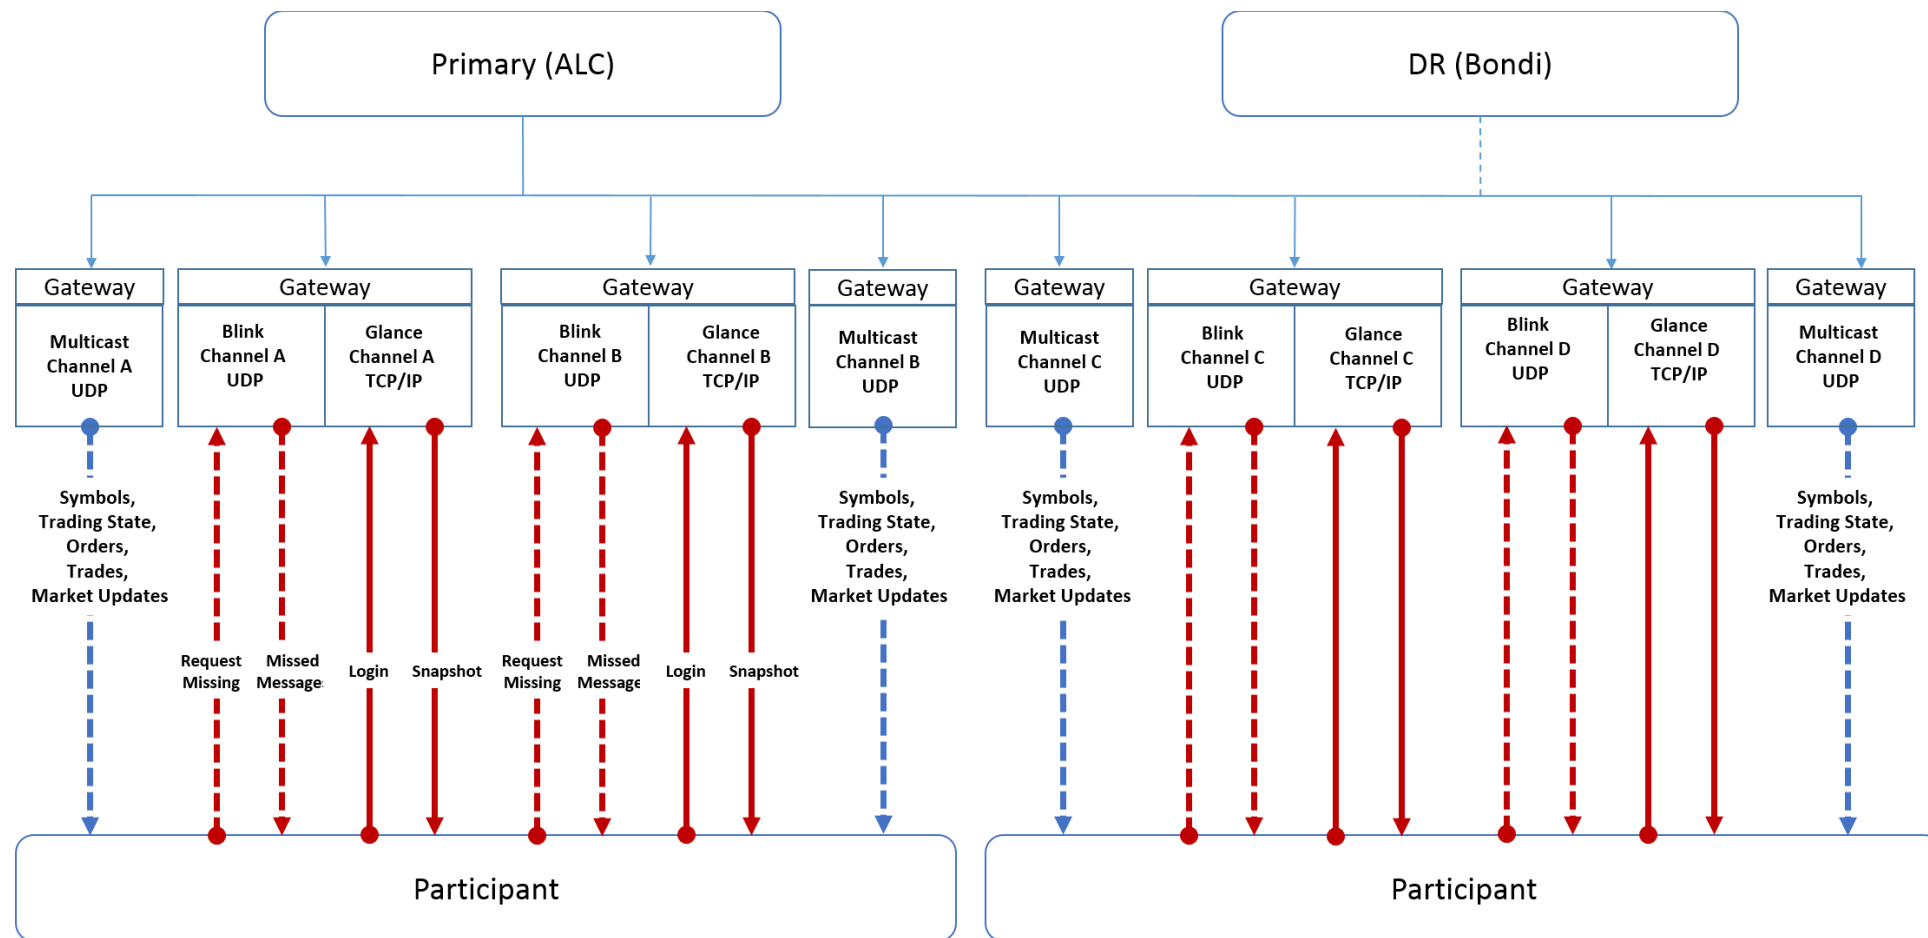 Primary (ALC)
DR (Bondi)
Gateway
Multicast
Channel A
UDP
Gateway
Blink
Channel A
UDP
Glance
Channel A
TCP/IP
Gateway
Blink
Channel B
UDP
Glance
Channel B
TCP/IP
Gateway
Multicast
Channel B
UDP
Gateway
Multicast
Channel C
UDP
Gateway
Blink
Channel C
UDP
Glance
Channel C
TCP/IP
Gateway
Blink
Channel D
UDP
Glance
Channel D
TCP/IP
Gateway
Multicast
Channel D
UDP
Symbols,
Trading State,
Orders,
Trades,
Market Updates
Request
Missing
Missed
Message
Login
Snapshot
Request
Missing
Missed
Message
Login
Snapshot
Symbols,
Trading State,
Orders,
Trades,
Market Updates
Symbols,
Trading State,
Orders,
Trades,
Market Updates
Symbols,
Trading State,
Orders,
Trades,
Market Updates
Participant
Participant